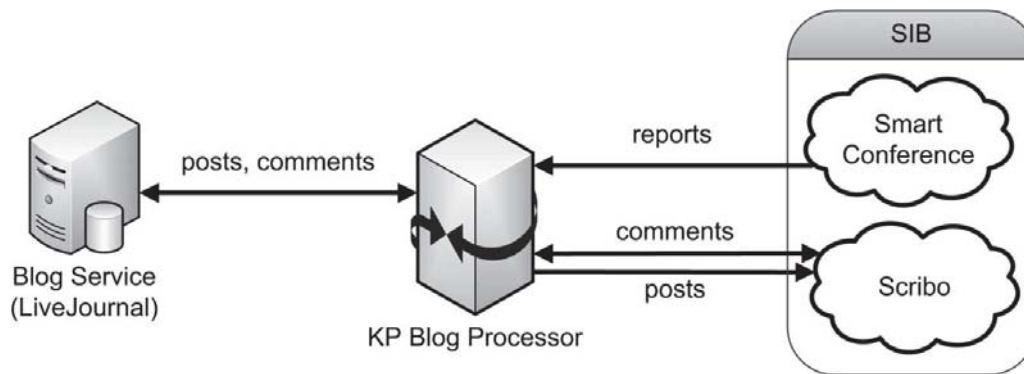 SIB
Smart
Conference
reports
posts, comments
comments
posts
Scribo
Blog Service
(LiveJournal)
KP Blog Processor